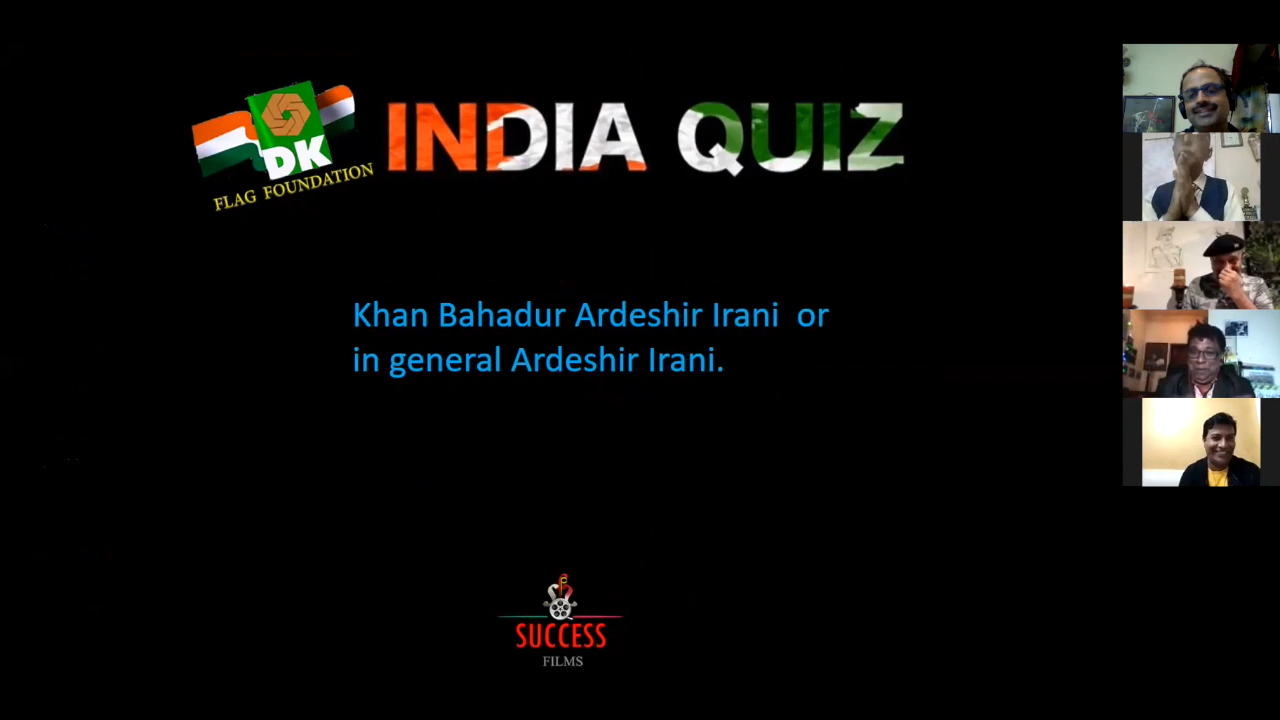 DK
FLAG FOUNDATION
INDIA QUIZ
Khan Bahadur Ardeshir Irani or
in general Ardeshir Irani.
SUCCESS
FILMS